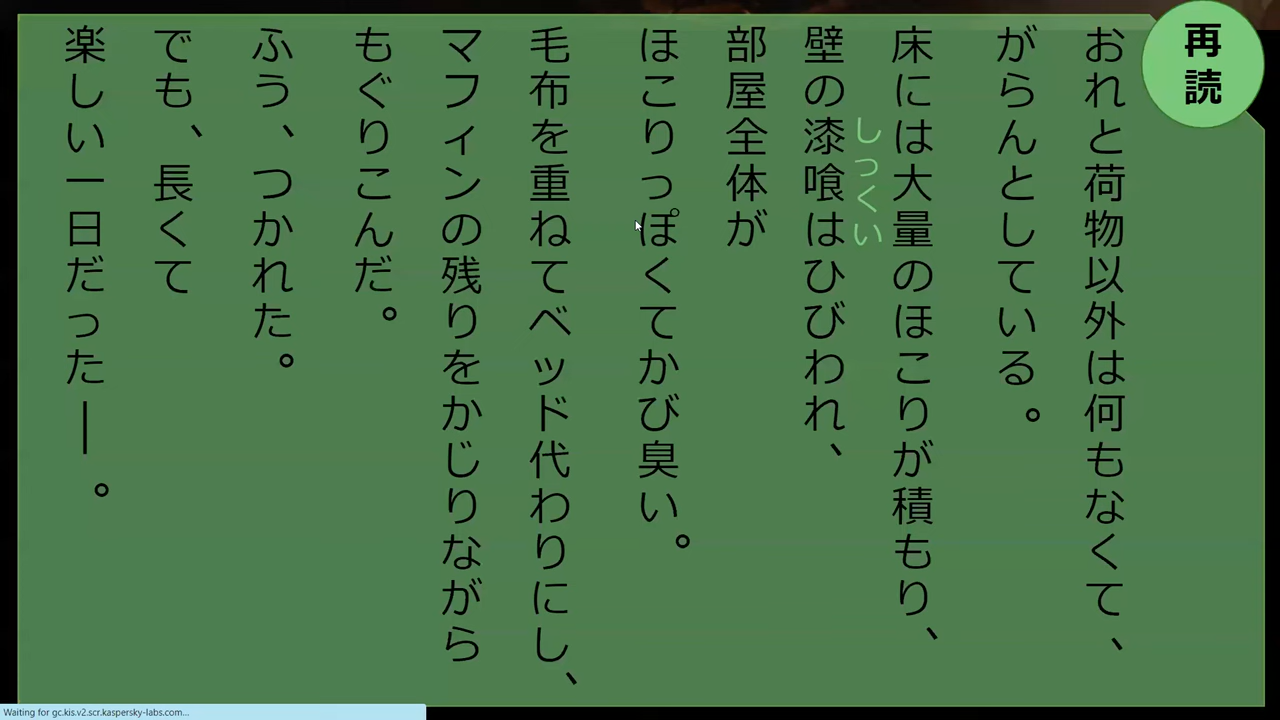 再読
おれと荷物以外は何もなくて、
がらんとしている。
床には大量のほこりが積もり、
しっくい
壁の漆喰はひびわれ、
部屋全体が
ほこりっぽくてかび臭い。
毛布を重ねてベッド代わりにし、
マフィンの残りをかじりながら
もぐりこんだ。
ふう、つかれた。
でも、長くて
楽しい一日だった―。
Waiting for gc.kis.v2.scr.kaspersky-labs.com...